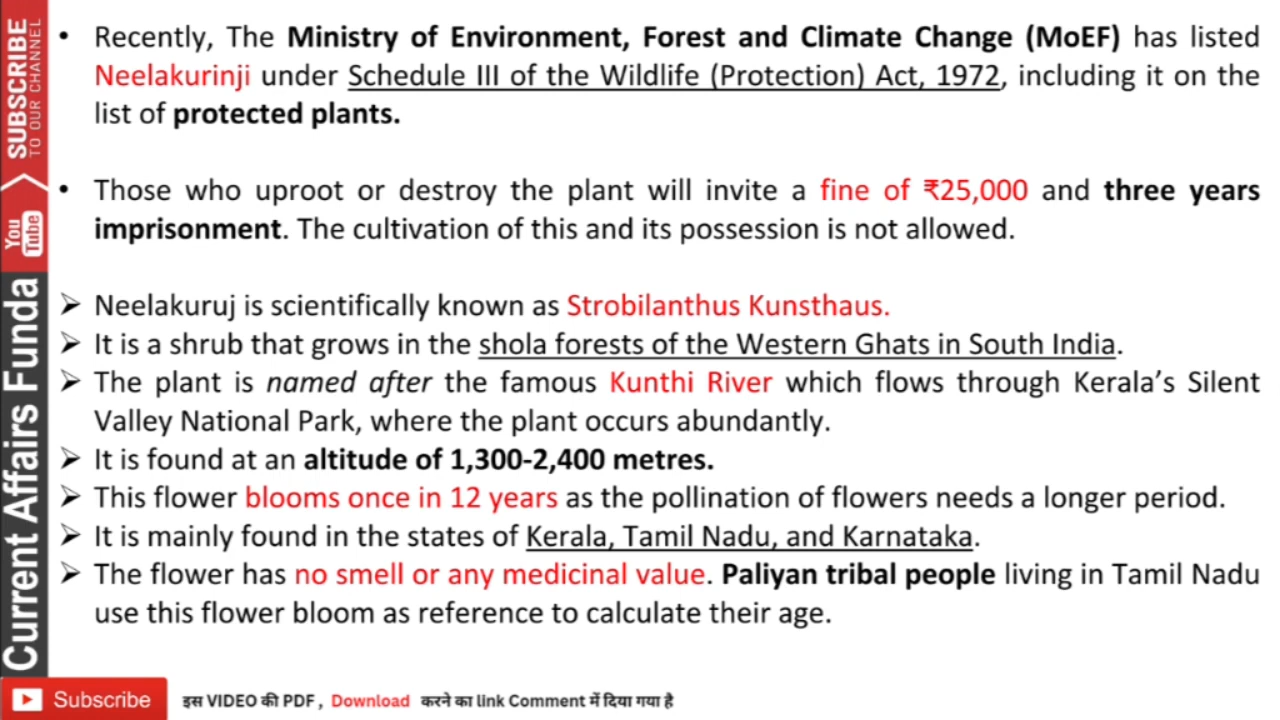 SUBSCRIBE
TO OUR CHANNEL
You
Tube
Current Affairs Funda
• Recently, The Ministry of Environment, Forest and Climate Change (MoEF) has listed
Neelakurinji under Schedule III of the Wildlife (Protection) Act, 1972, including it on the
list of protected plants.
• Those who uproot or destroy the plant will invite a fine of ₹25,000 and three years
imprisonment. The cultivation of this and its possession is not allowed.
➢ Neelakuruj is scientifically known as Strobilanthus Kunsthaus.
➢ It is a shrub that grows in the shola forests of the Western Ghats in South India.
➢ The plant is named after the famous Kunthi River which flows through Kerala’s Silent
Valley National Park, where the plant occurs abundantly.
➢ It is found at an altitude of 1,300-2,400 metres.
➢ This flower blooms once in 12 years as the pollination of flowers needs a longer period.
➢ It is mainly found in the states of Kerala, Tamil Nadu, and Karnataka.
➢ The flower has no smell or any medicinal value. Paliyan tribal people living in Tamil Nadu
use this flower bloom as reference to calculate their age.
Subscribe
इस VIDEO की PDF , Download करने का link Comment में दिया गया है